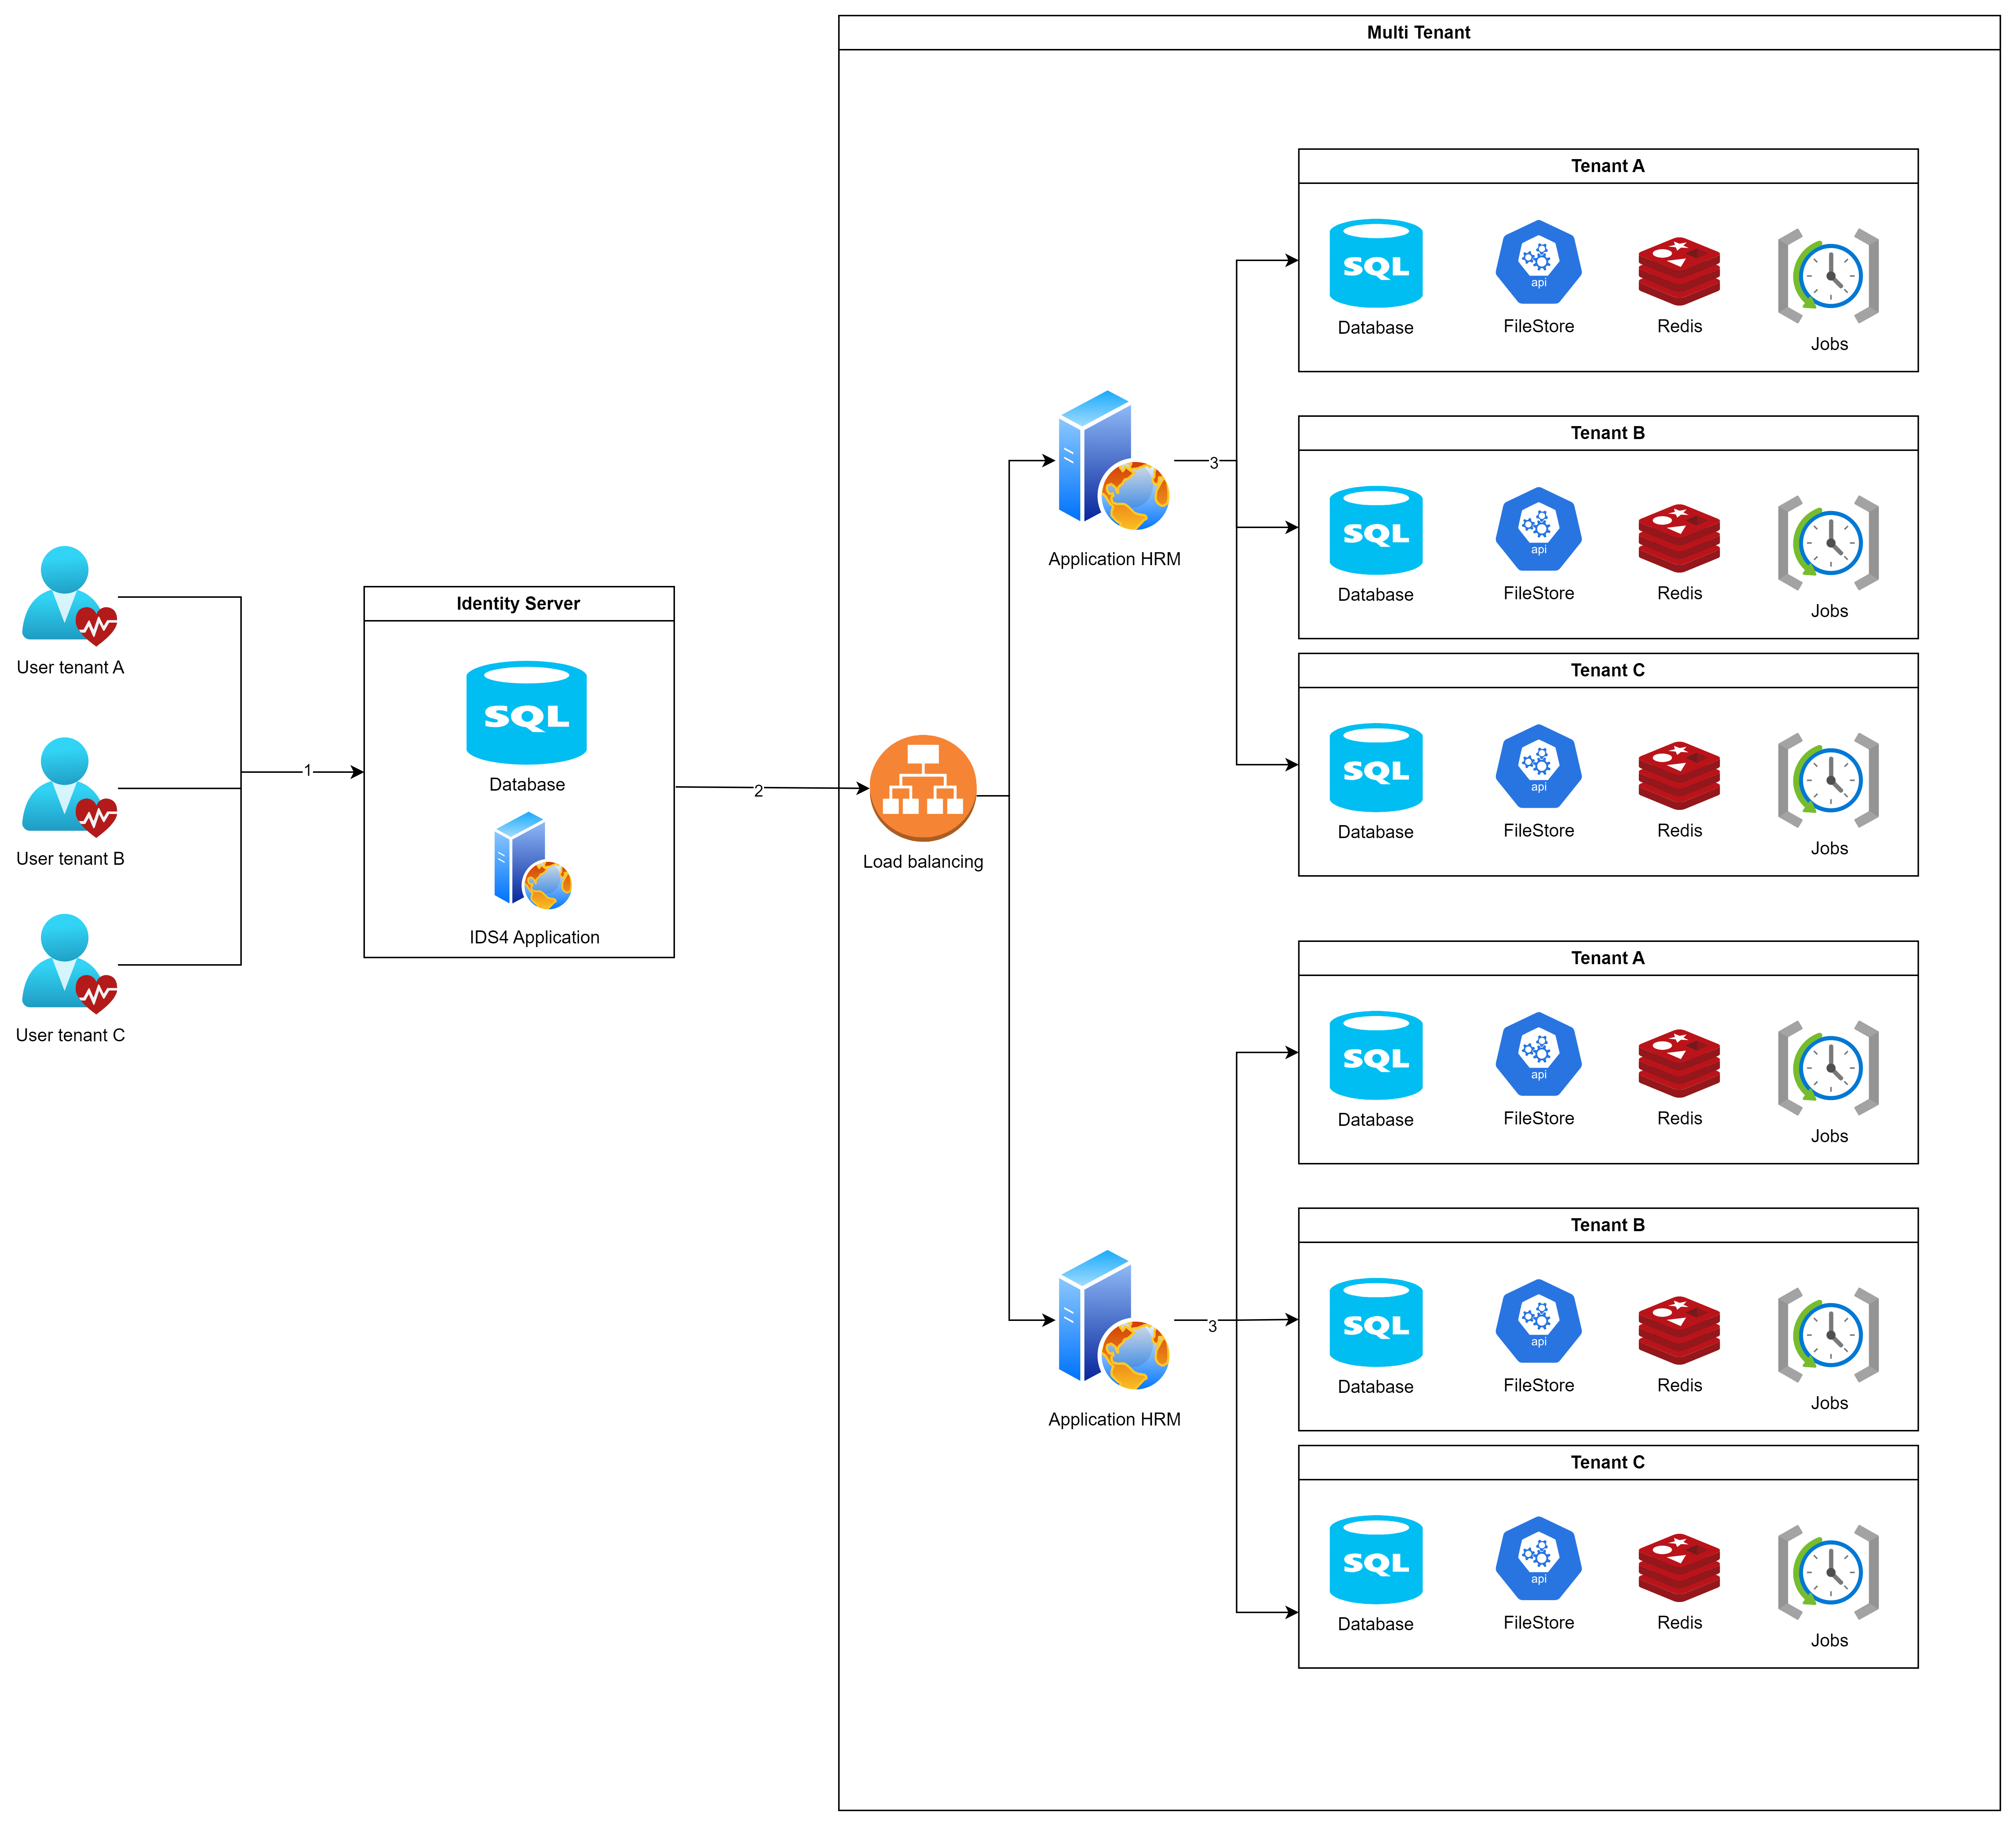 Multi Tenant
Tenant A
SQL
api
Database
FileStore
Redis
Jobs
Tenant B
SQL
api
Database
FileStore
Redis
Jobs
Tenant C
SQL
api
Database
FileStore
Redis
Jobs
3
Application HRM
User tenant A
User tenant B
User tenant C
1
Identity Server
SQL
Database
IDS4 Application
2
Load balancing
Tenant A
SQL
api
Database
FileStore
Redis
Jobs
Tenant B
SQL
api
Database
FileStore
Redis
Jobs
3
Application HRM
Tenant C
SQL
api
Database
FileStore
Redis
Jobs